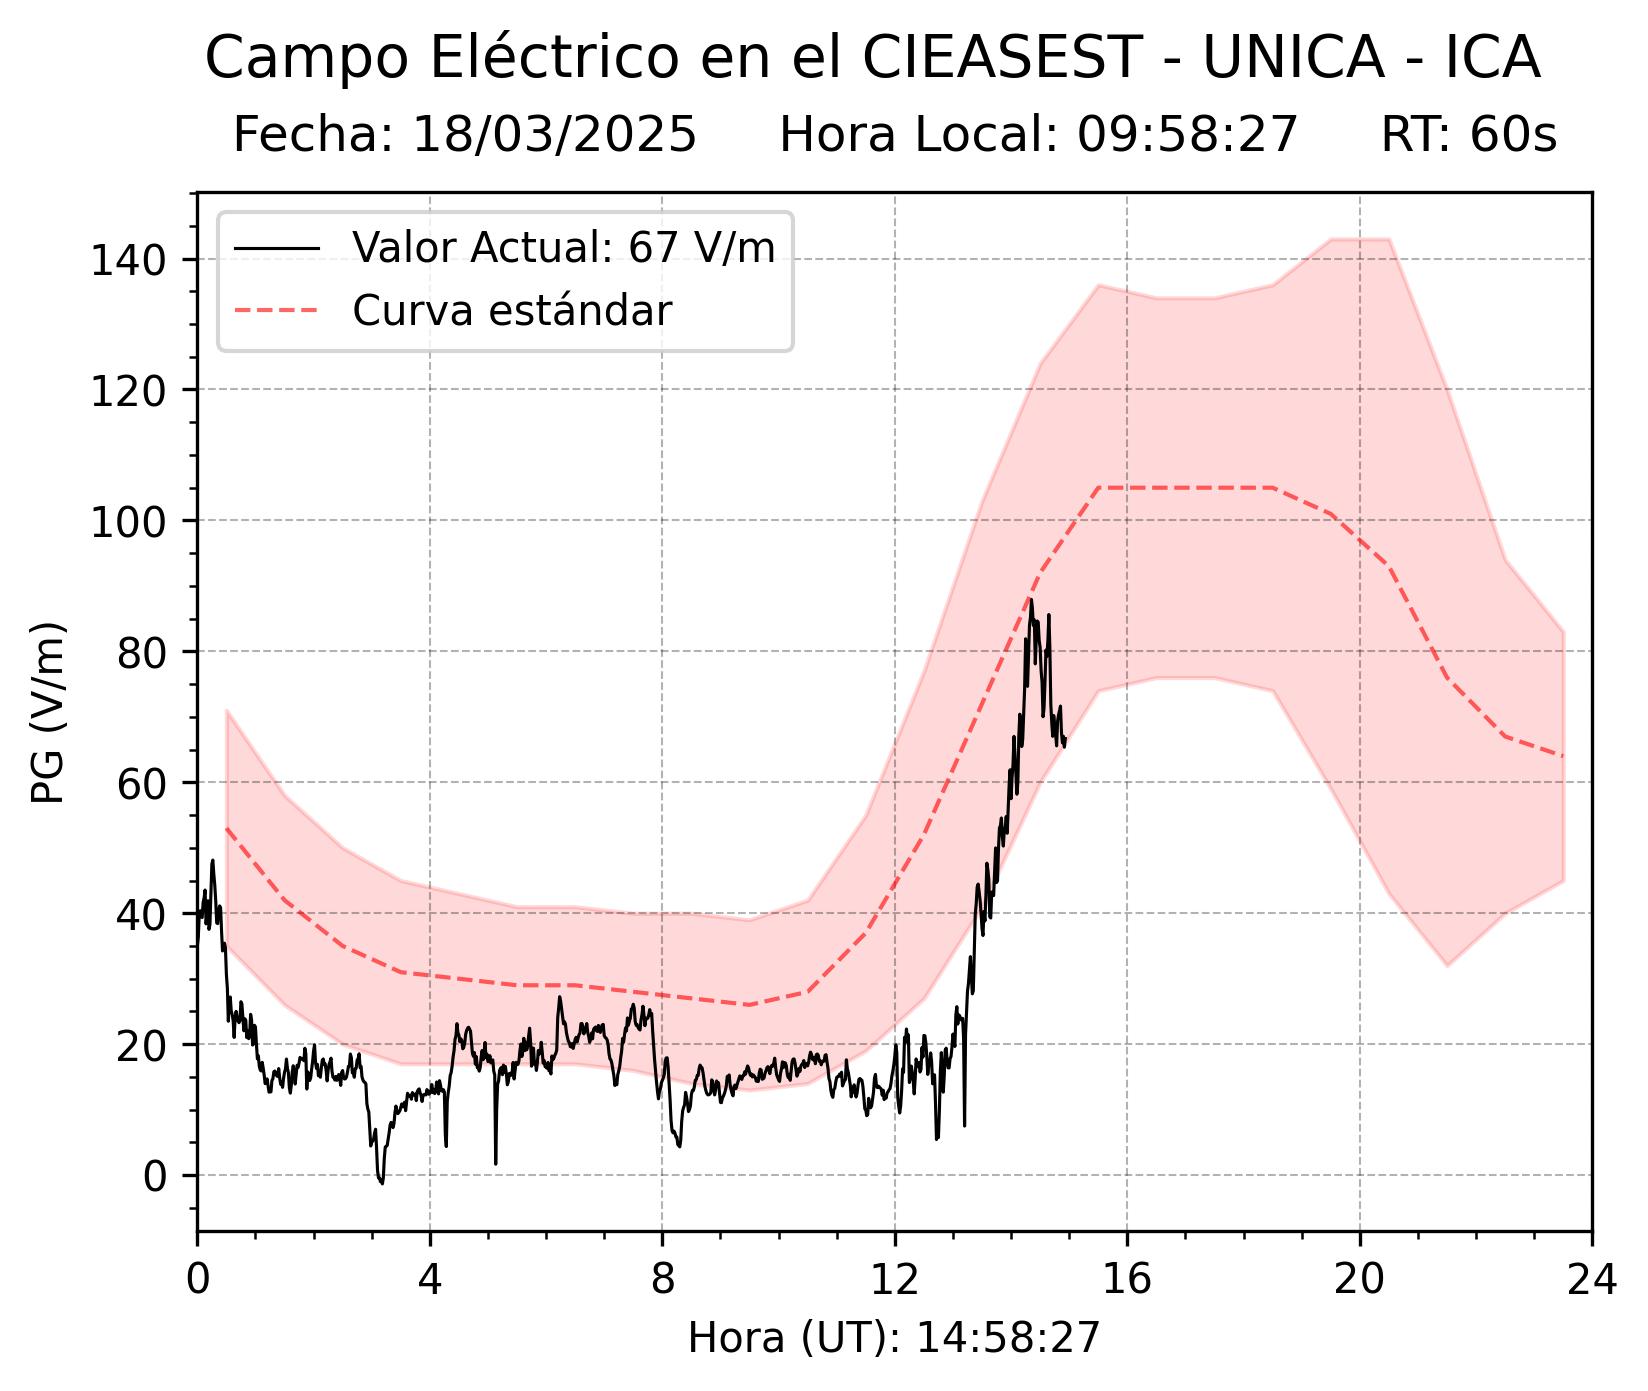 Campo Eléctrico en el CIEASEST - UNICA - ICA
Fecha: 18/03/2025 Hora Local: 09:58:27 RT: 60s
Valor Actual: 67 V/m
Curva estándar
PG (V/m)
140
120
100
80
60
40
20
0
0 4 8 12 16 20 24
Hora (UT): 14:58:27